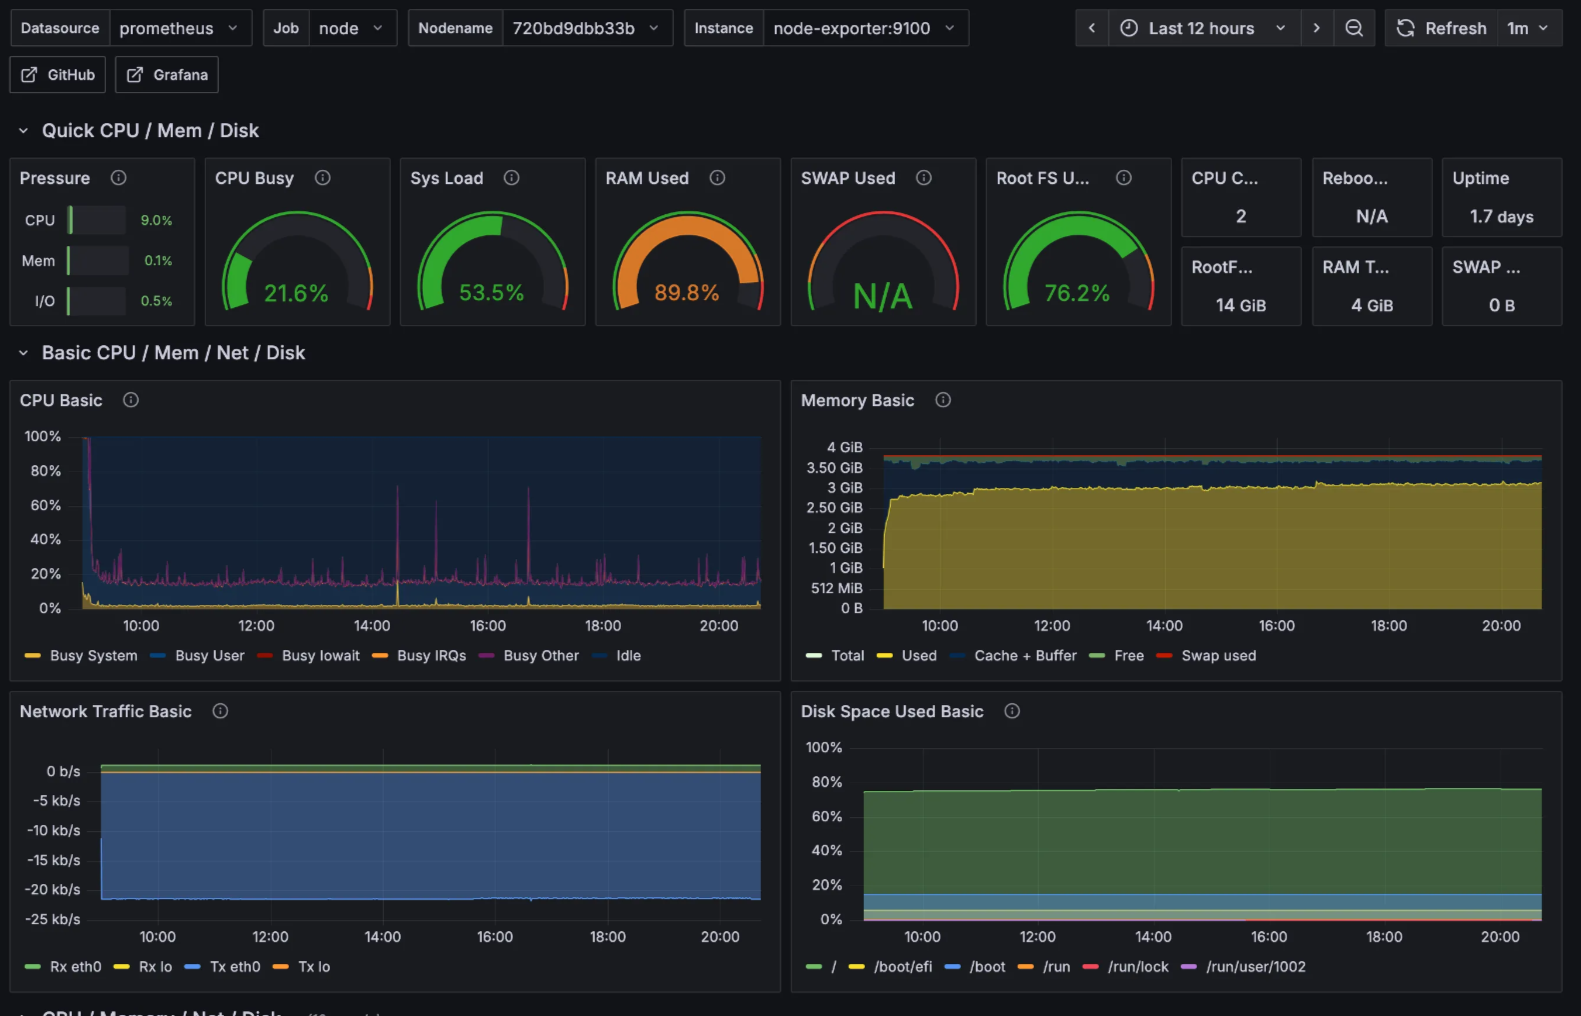 Datasource prometheus Job node Nodename 720bd9dbb33b Instance node-exporter:9100 Last 12 hours Refresh 1m
GitHub Grafana
Quick CPU / Mem / Disk
Pressure
CPU 9.0%
Mem 0.1%
I/O 0.5%
CPU Busy
21.6%
Sys Load
53.5%
RAM Used
89.8%
SWAP Used
N/A
Root FS U...
76.2%
CPU C...
2
Reboo...
N/A
Uptime
1.7 days
RootF...
14 GiB
RAM T...
4 GiB
SWAP ...
0 B
Basic CPU / Mem / Net / Disk
CPU Basic
100%
80%
60%
40%
20%
0%
10:00 12:00 14:00 16:00 18:00 20:00
Busy System Busy User Busy Iowait Busy IRQs Busy Other Idle
Memory Basic
4 GiB
3.50 GiB
3 GiB
2.50 GiB
2 GiB
1.50 GiB
1 GiB
512 MiB
0 B
10:00 12:00 14:00 16:00 18:00 20:00
Total Used Cache + Buffer Free Swap used
Network Traffic Basic
0 b/s
-5 kb/s
-10 kb/s
-15 kb/s
-20 kb/s
-25 kb/s
10:00 12:00 14:00 16:00 18:00 20:00
Rx eth0 Rx lo Tx eth0 Tx lo
Disk Space Used Basic
100%
80%
60%
40%
20%
0%
10:00 12:00 14:00 16:00 18:00 20:00
/ /boot/efi /boot /run /run/lock /run/user/1002
CPU / Memory / Net / Disk